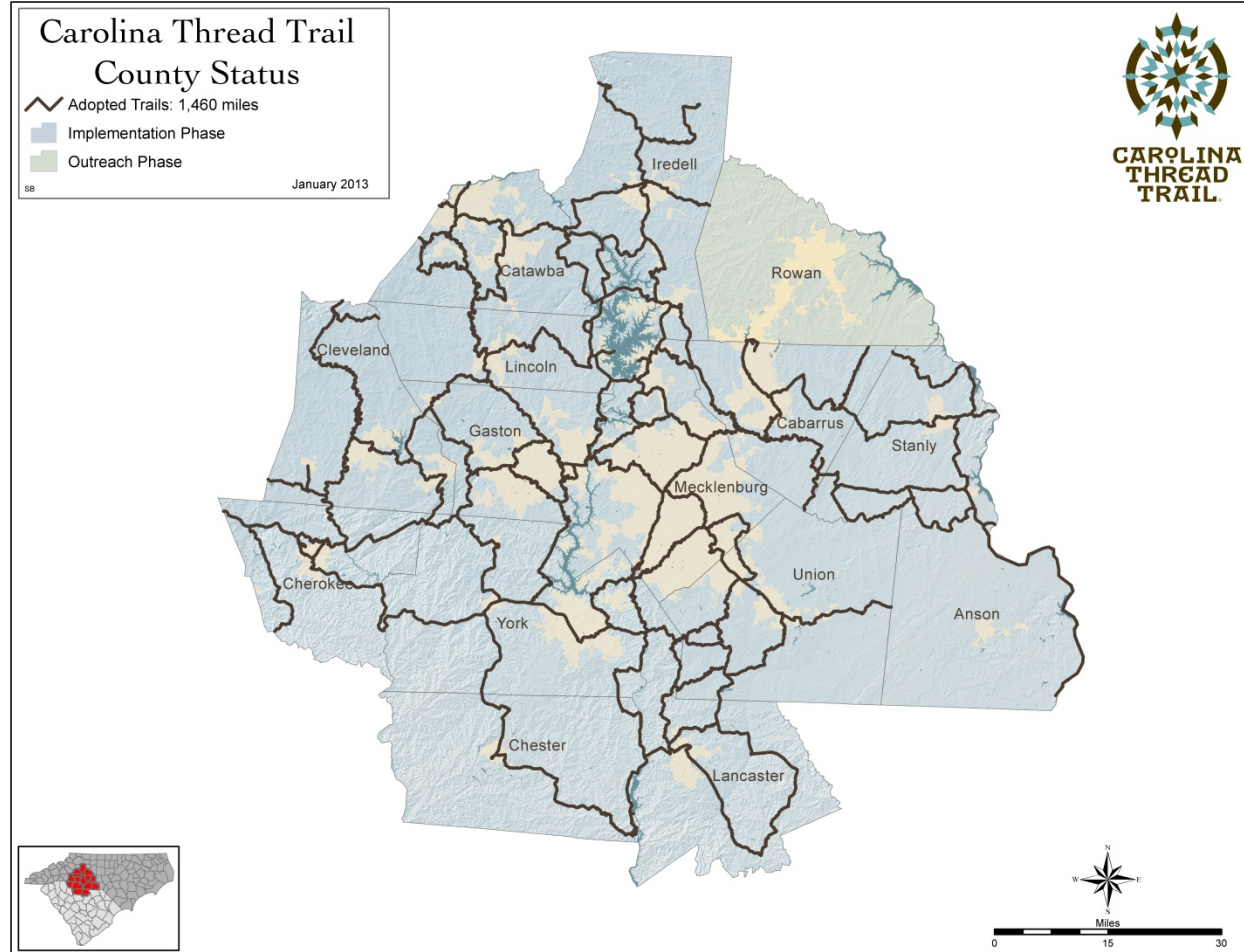 Carolina Thread Trail
County Status
Adopted Trails: 1,460 miles
Implementation Phase
Outreach Phase
SB
January 2013
CAROLINA
THREAD
TRAIL
Iredell
Rowan
Catawba
Cleveland
Lincoln
Gaston
Cabarrus
Stanly
Mecklenburg
Union
Cherokee
York
Anson
Chester
Lancaster
N
W E
S
Miles
0 15 30